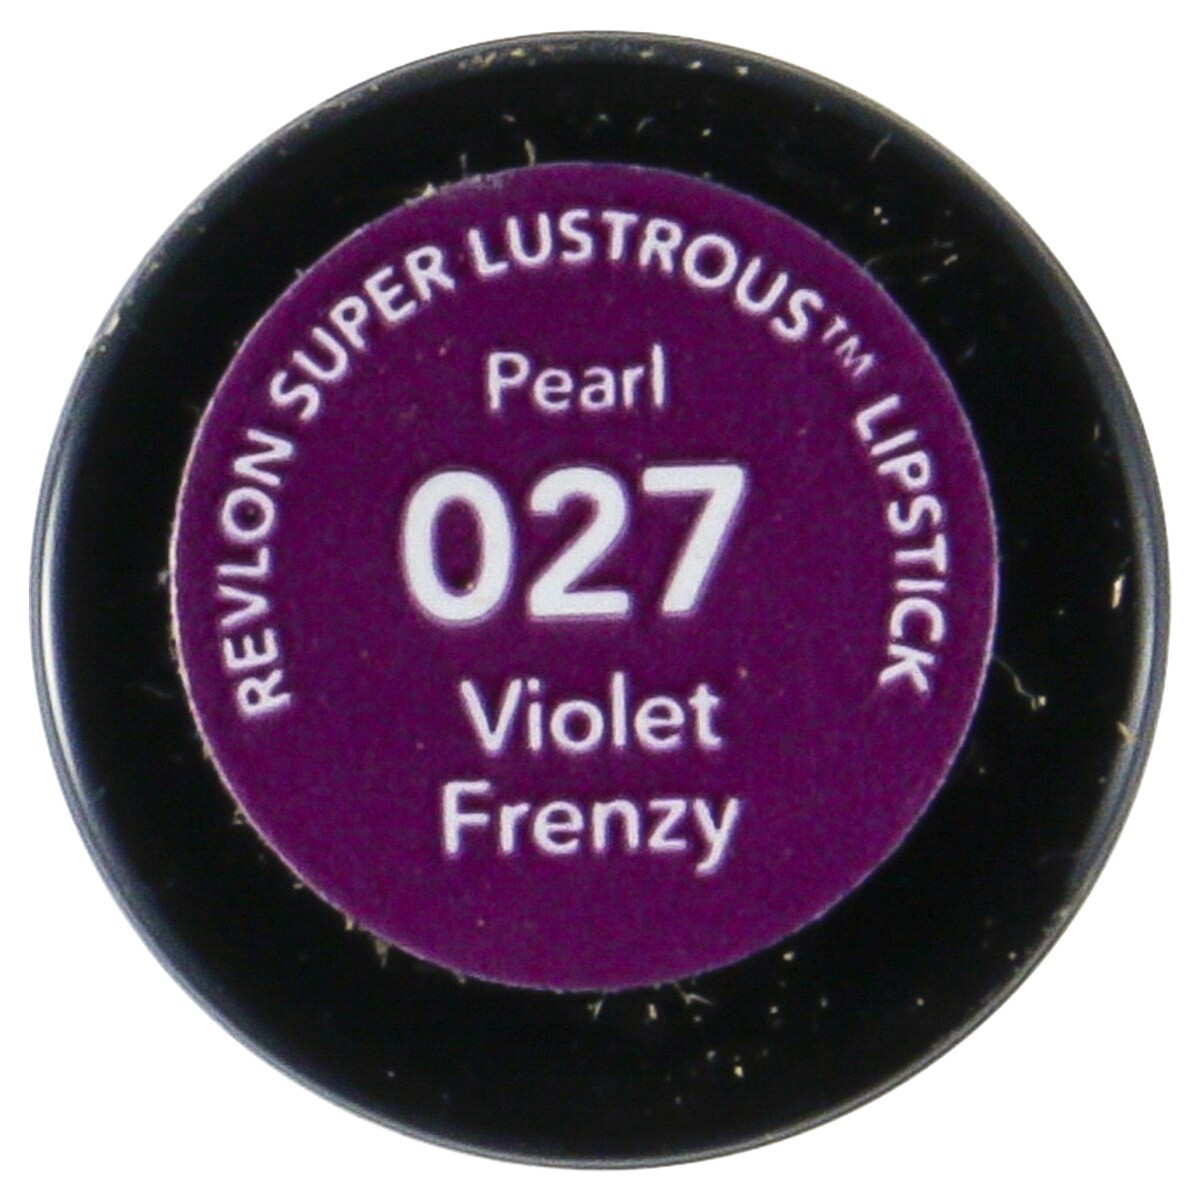 REVLON SUPER LUSTROUS™ LIPSTICK
Pearl
027
Violet
Frenzy